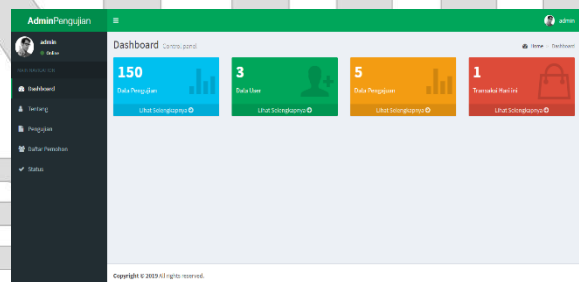 AdminPengujian
admin
admin
Online
Dashboard Control panel
Home / Dashboard
MAIN NAVIGATION
Dashboard
Tentang
Pengujian
Daftar Pemohon
Status
150
Data Pengujian
Lihat Selengkapnya
3
Data User
Lihat Selengkapnya
5
Data Pengajuan
Lihat Selengkapnya
1
Transaksi Hari ini
Lihat Selengkapnya
Copyright © 2019 All rights reserved.